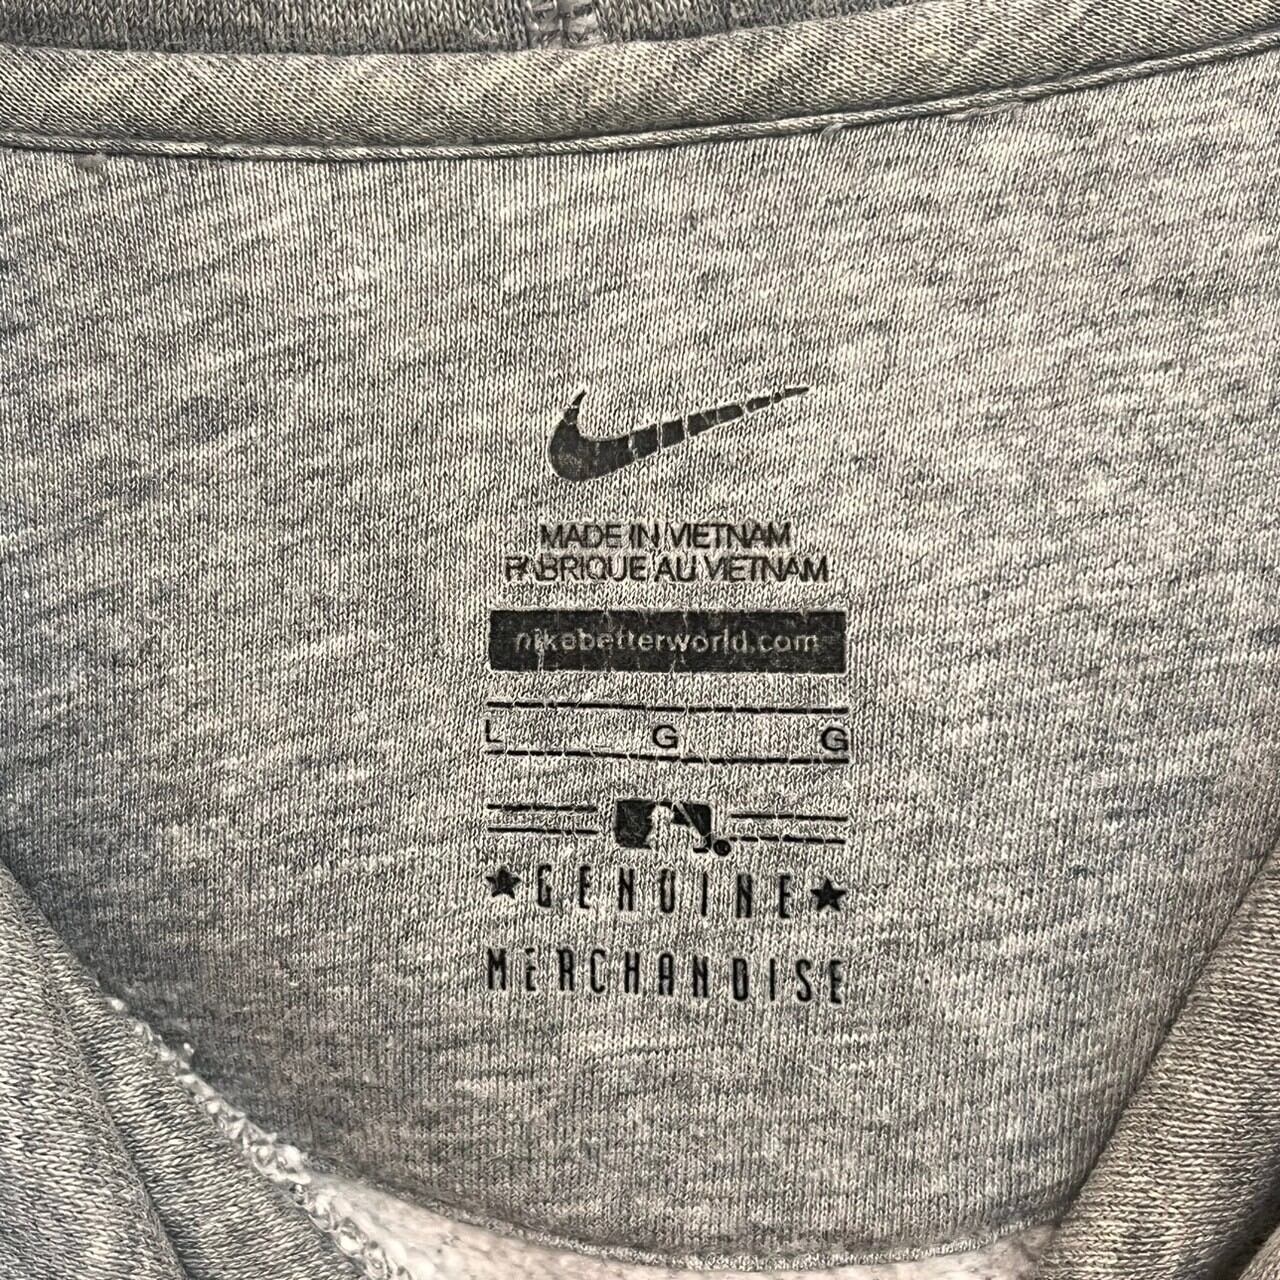 MADE IN VIETNAM
FABRIQUE AU VIETNAM
nikebetterworld.com
L G G
GENUINE
MERCHANDISE